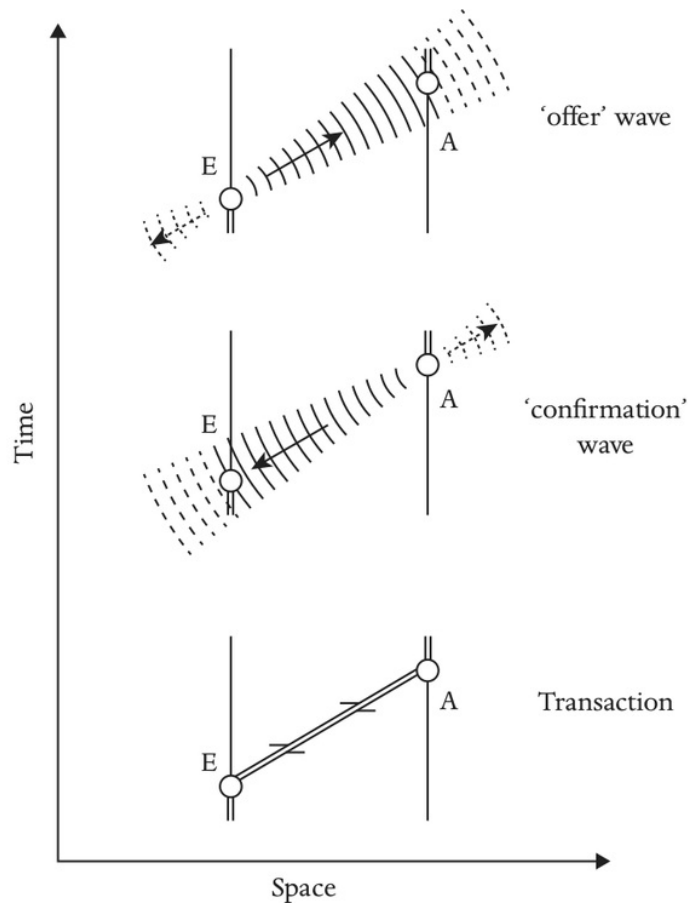 E
A
‘offer’ wave
E
A
‘confirmation’
wave
E
A
Transaction
Time
Space